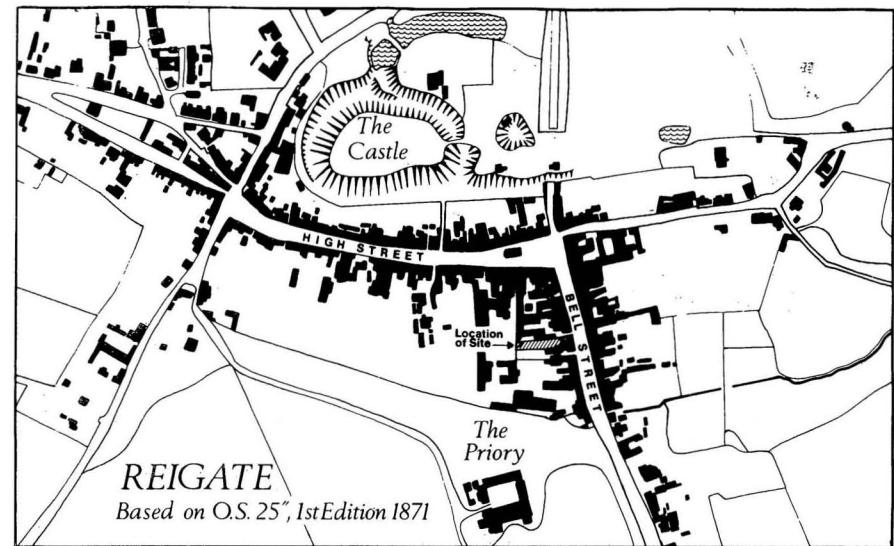 The
Castle
HIGH STREET
Location
of Site
BELL STREET
The
Priory
REIGATE
Based on O.S. 25", 1st Edition 1871